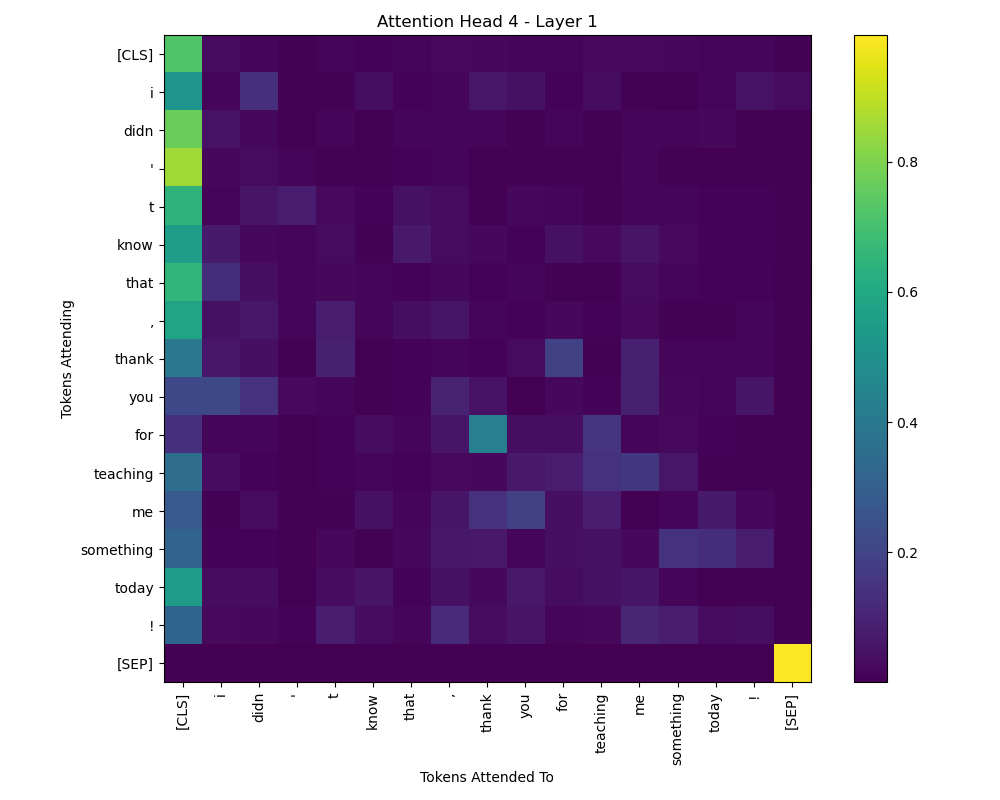 Attention Head 4 - Layer 1
[CLS]
i
didn
'
t
know
that
,
thank
you
for
teaching
me
something
today
!
[SEP]
Tokens Attending
[CLS]
i
didn
'
t
know
that
,
thank
you
for
teaching
me
something
today
!
[SEP]
Tokens Attended To
0.8
0.6
0.4
0.2